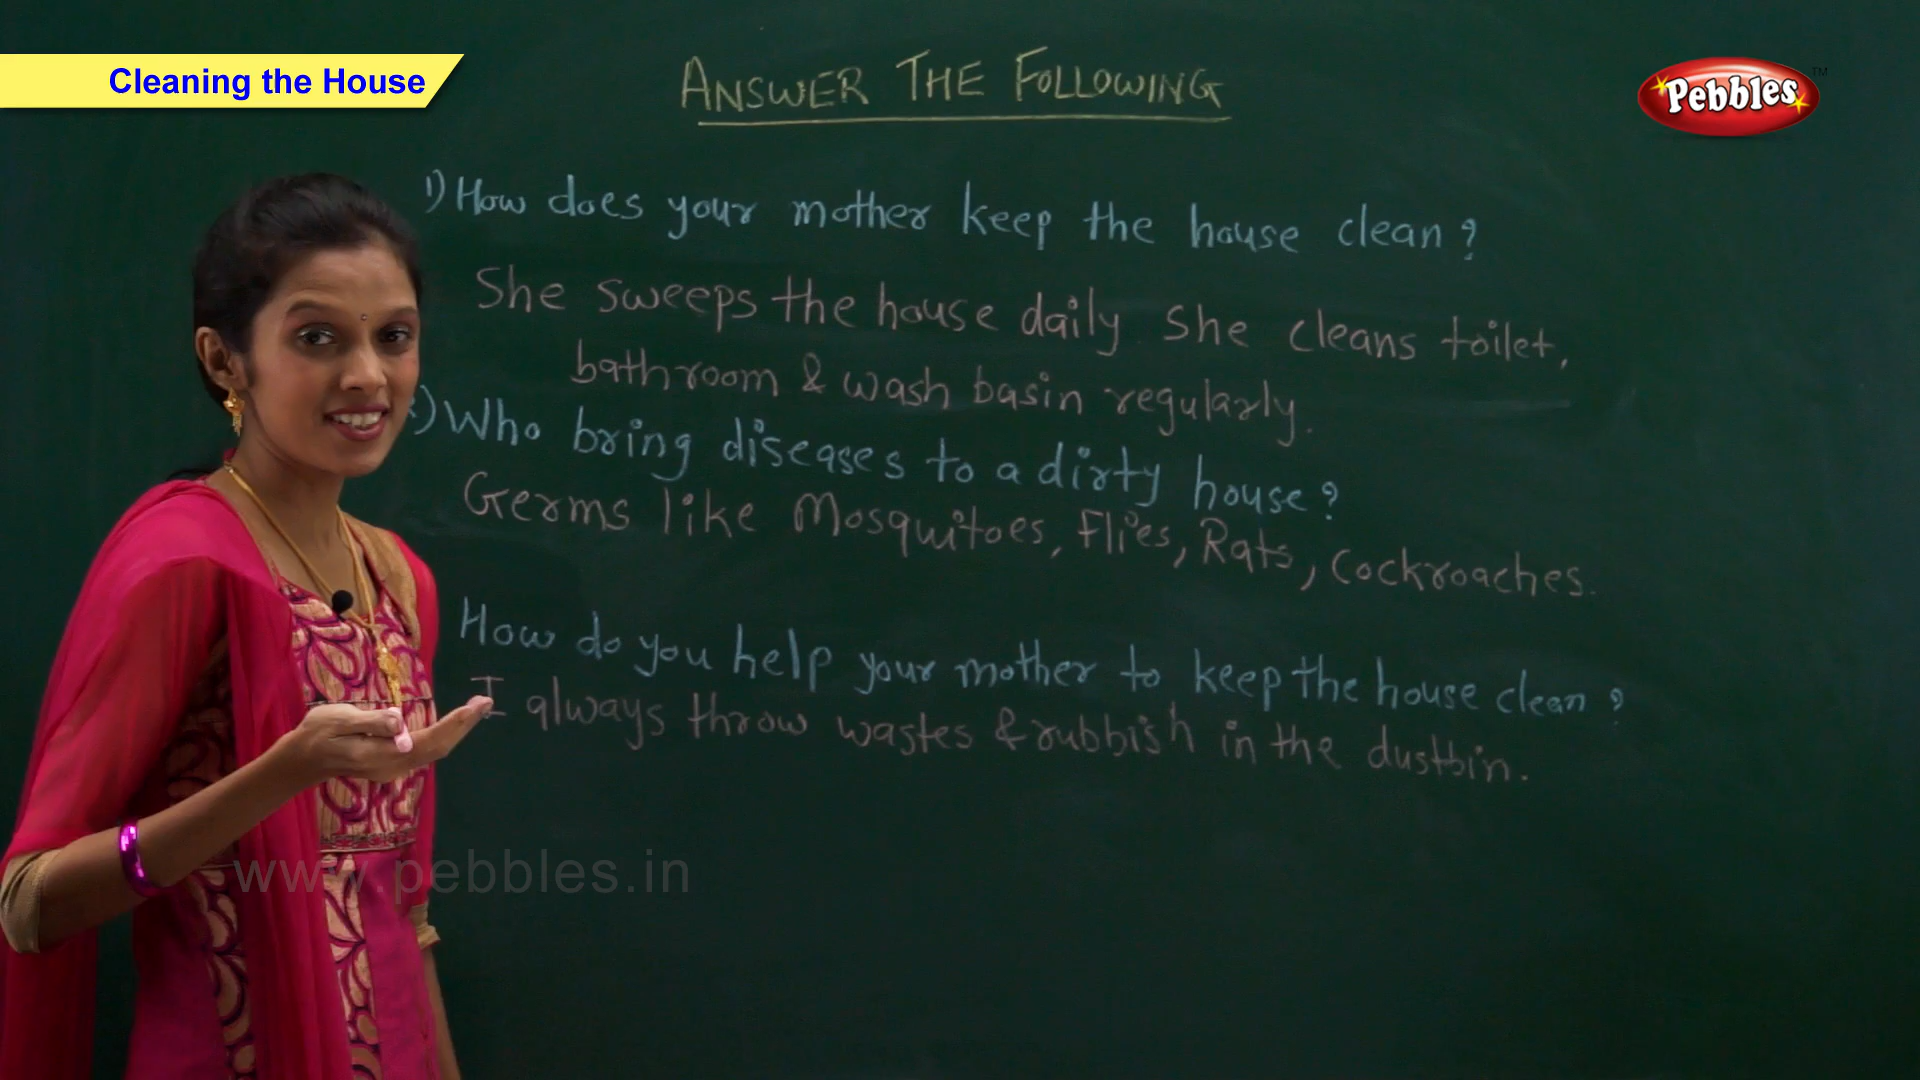 Cleaning the House
ANSWER THE FOLLOWING
Pebbles™
1) How does your mother keep the house clean?
She sweeps the house daily. She cleans toilet,
bathroom & wash basin regularly.
) Who bring diseases to a dirty house?
Germs like Mosquitoes, Flies, Rats, Cockroaches.
How do you help your mother to keep the house clean?
I always throw wastes & rubbish in the dustbin.
www.pebbles.in